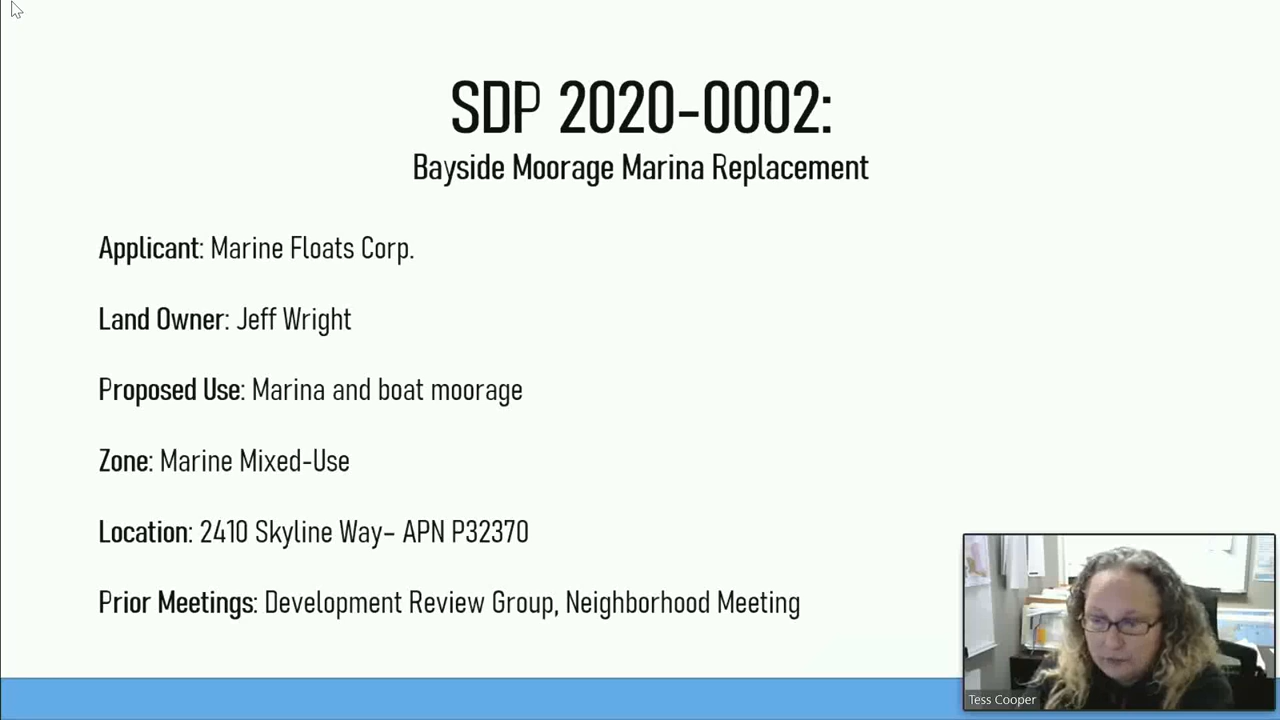 SDP 2020-0002:
Bayside Moorage Marina Replacement
Applicant: Marine Floats Corp.
Land Owner: Jeff Wright
Proposed Use: Marina and boat moorage
Zone: Marine Mixed-Use
Location: 2410 Skyline Way- APN P32370
Prior Meetings: Development Review Group, Neighborhood Meeting
Tess Cooper